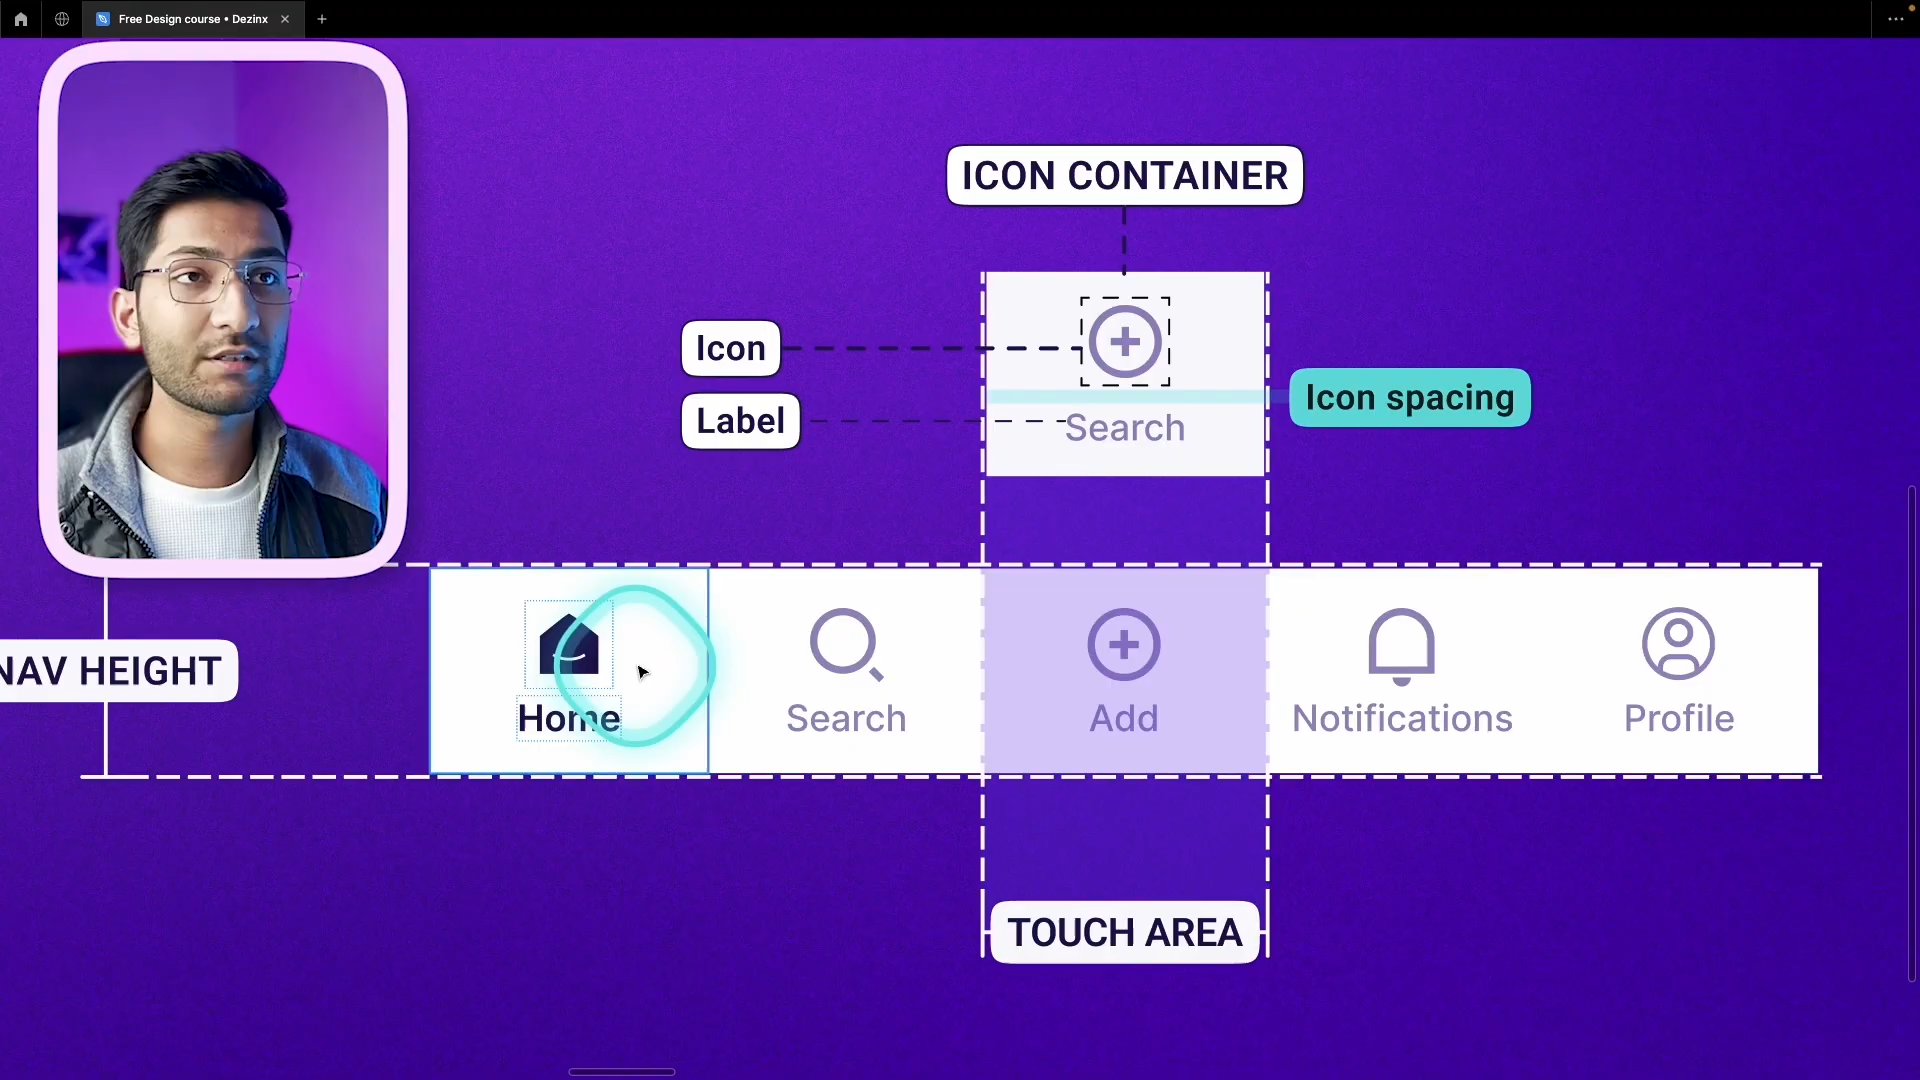 Free Design course • Dezinx
ICON CONTAINER
Icon
Label
Search
Icon spacing
NAV HEIGHT
Home
Search
Add
Notifications
Profile
TOUCH AREA